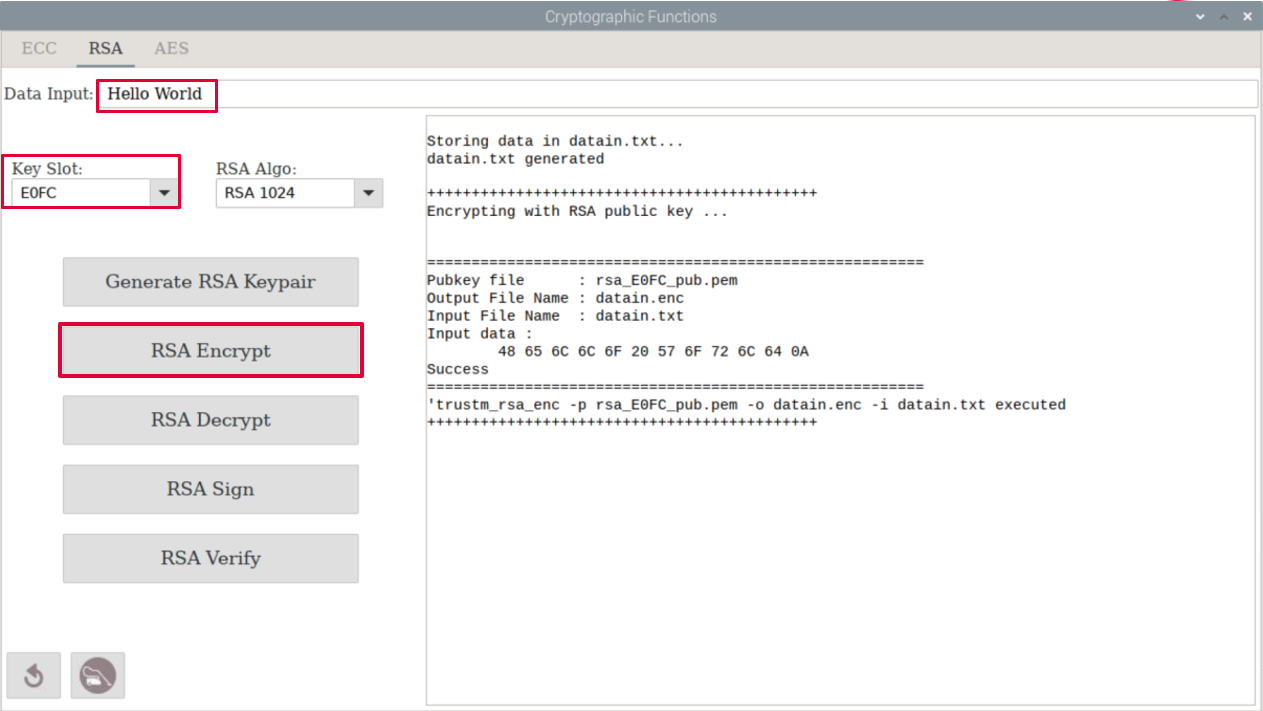 Cryptographic Functions
ECC RSA AES
Data Input: Hello World
Key Slot: RSA Algo:
E0FC RSA 1024
Generate RSA Keypair
RSA Encrypt
RSA Decrypt
RSA Sign
RSA Verify
Storing data in datain.txt...
datain.txt generated
++++++++++++++++++++++++++++++++++++++++++++
Encrypting with RSA public key ...
========================================================
Pubkey file      : rsa_E0FC_pub.pem
Output File Name : datain.enc
Input File Name  : datain.txt
Input data :
48 65 6C 6C 6F 20 57 6F 72 6C 64 0A
Success
========================================================
'trustm_rsa_enc -p rsa_E0FC_pub.pem -o datain.enc -i datain.txt executed
++++++++++++++++++++++++++++++++++++++++++++